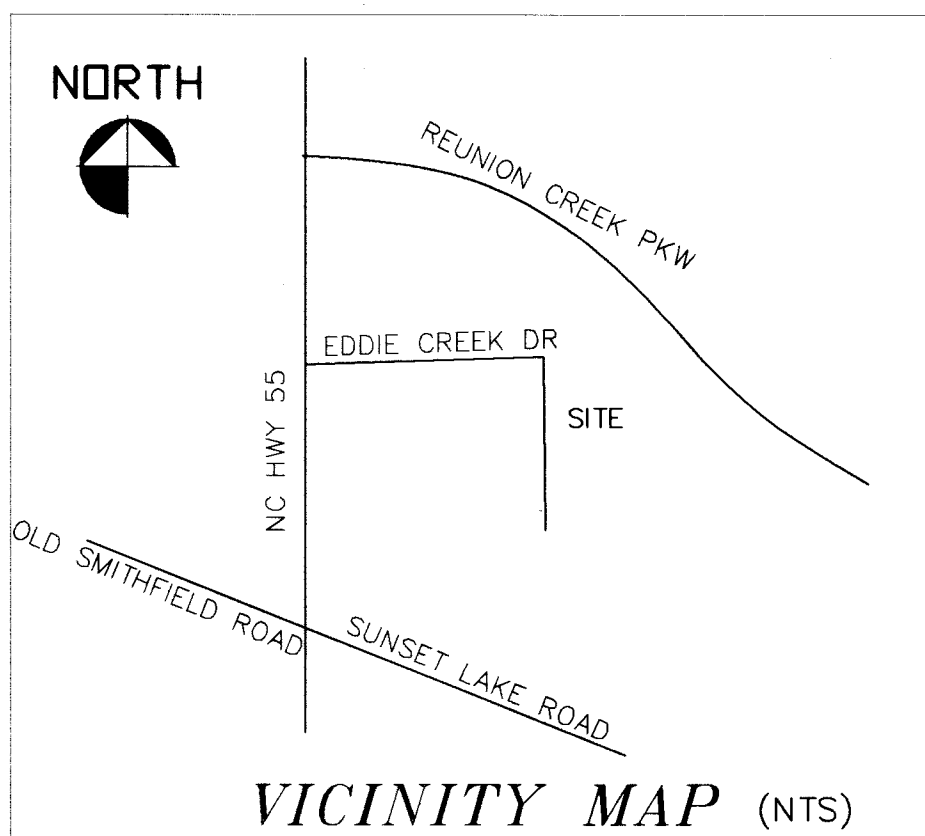 NORTH
REUNION CREEK PKW
EDDIE CREEK DR
NC HWY 55
SITE
OLD SMITHFIELD ROAD
SUNSET LAKE ROAD
VICINITY MAP (NTS)